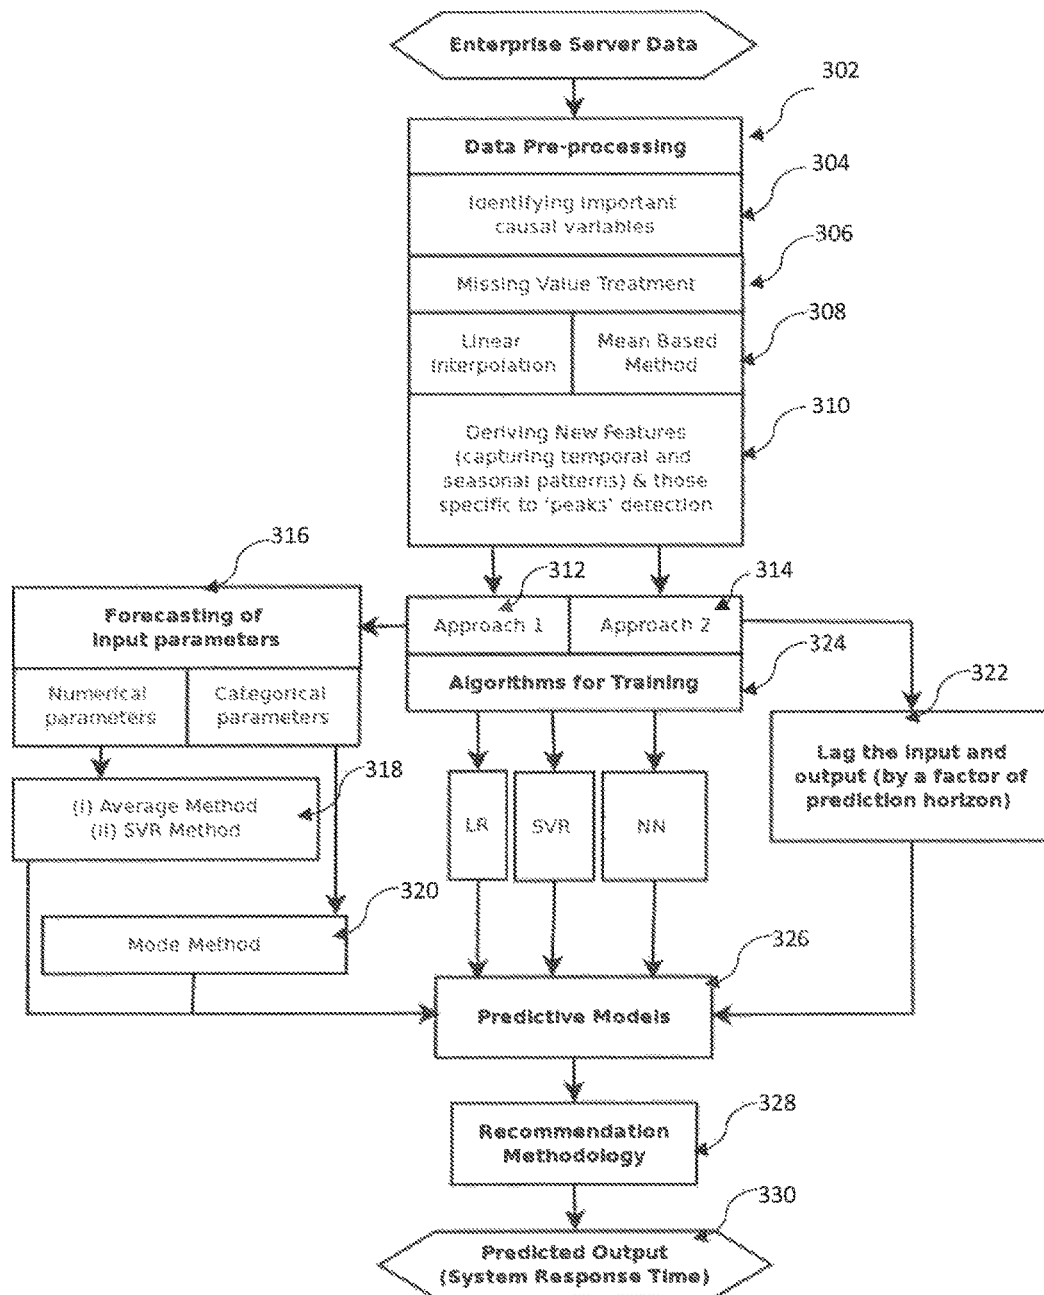 Enterprise Server Data
302
Data Pre-processing
304
Identifying important
causal variables
306
Missing Value Treatment
308
Linear
Interpolation
Mean Based
Method
310
Deriving New Features
(capturing temporal and
seasonal patterns) & those
specific to 'peaks' detection
316
312
314
Forecasting of
input parameters
Approach 1
Approach 2
324
322
Numerical
parameters
Categorical
parameters
Algorithms for Training
318
Lag the input and
output (by a factor of
prediction horizon)
(i) Average Method
(ii) SVR Method
LR
SVR
NN
320
Mode Method
326
Predictive Models
328
Recommendation
Methodology
330
Predicted Output
(System Response Time)